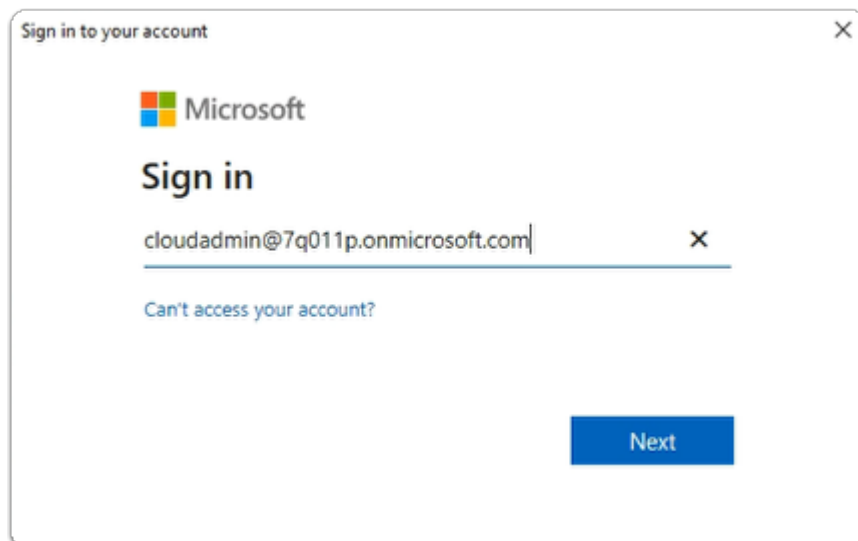 Sign in to your account
Microsoft
Sign in
cloudadmin@7q011p.onmicrosoft.com
Can't access your account?
Next